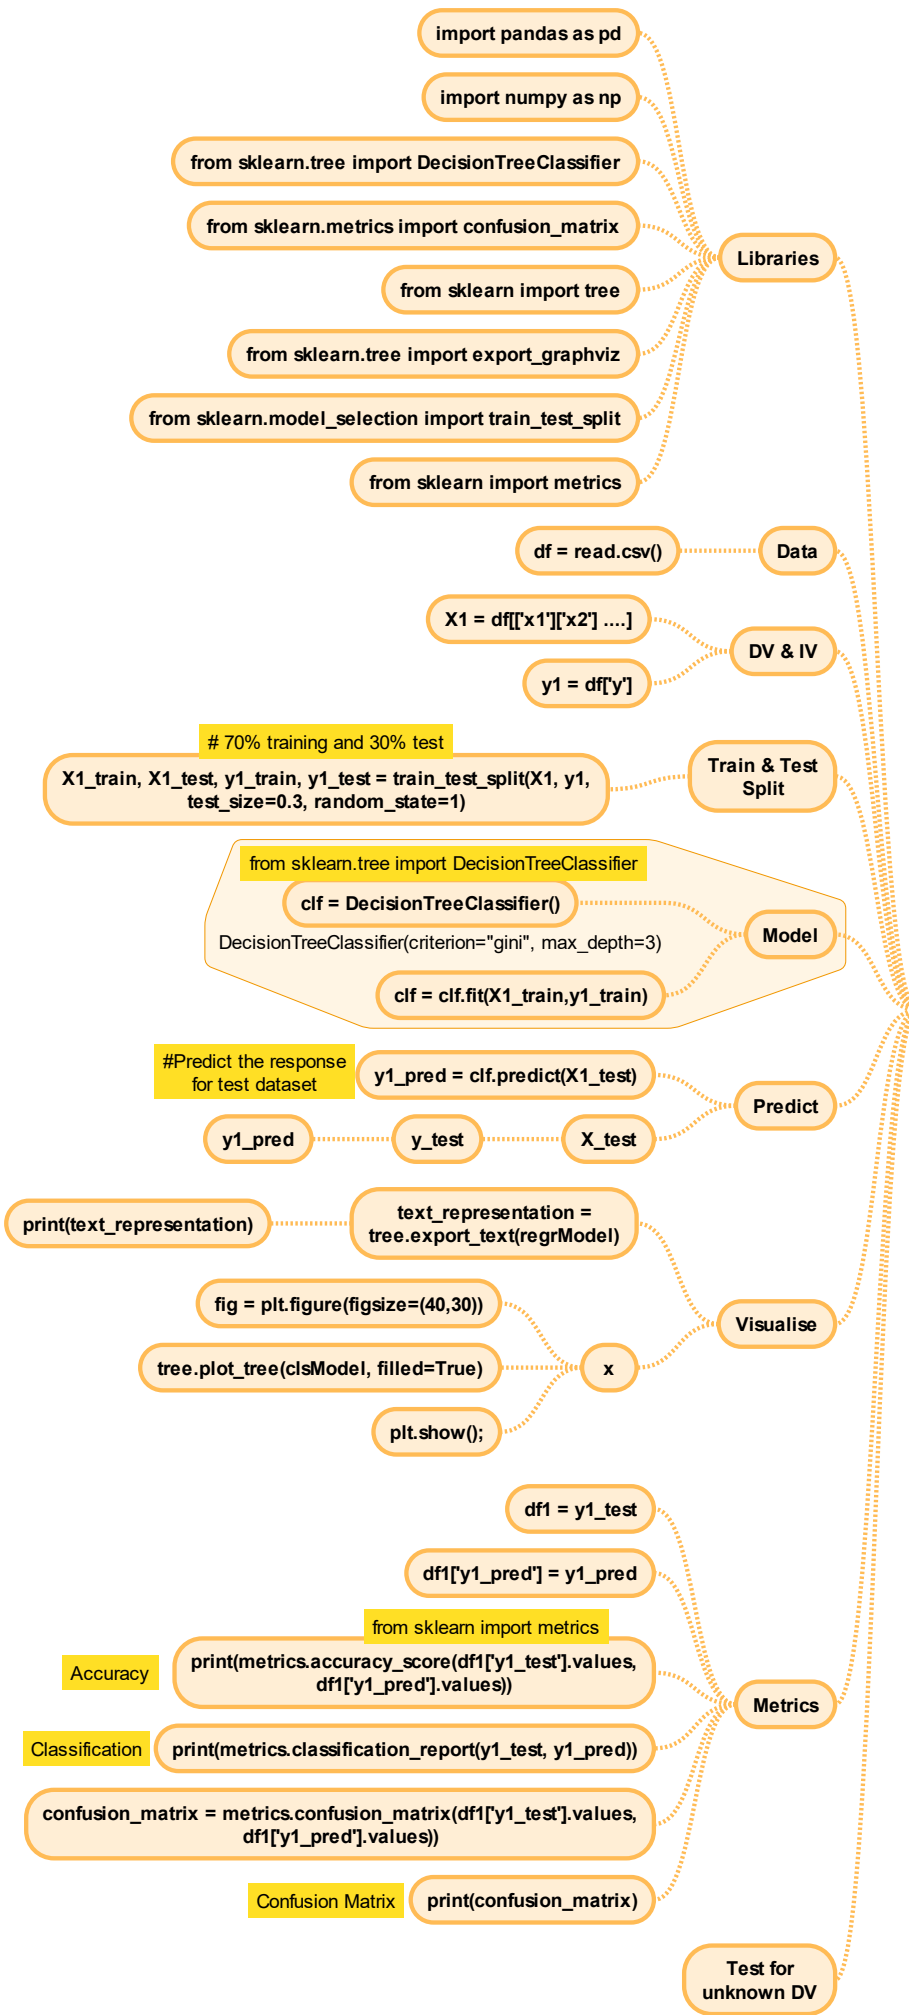 import pandas as pd
import numpy as np
from sklearn.tree import DecisionTreeClassifier
from sklearn.metrics import confusion_matrix
from sklearn import tree
from sklearn.tree import export_graphviz
from sklearn.model_selection import train_test_split
from sklearn import metrics
Libraries
df = read.csv()
Data
X1 = df[['x1']['x2'] ....]
y1 = df['y']
DV & IV
# 70% training and 30% test
X1_train, X1_test, y1_train, y1_test = train_test_split(X1, y1,
test_size=0.3, random_state=1)
Train & Test
Split
from sklearn.tree import DecisionTreeClassifier
clf = DecisionTreeClassifier()
DecisionTreeClassifier(criterion="gini", max_depth=3)
clf = clf.fit(X1_train,y1_train)
Model
#Predict the response
for test dataset
y1_pred = clf.predict(X1_test)
y1_pred
y_test
X_test
Predict
print(text_representation)
text_representation =
tree.export_text(regrModel)
fig = plt.figure(figsize=(40,30))
tree.plot_tree(clsModel, filled=True)
plt.show();
x
Visualise
df1 = y1_test
df1['y1_pred'] = y1_pred
from sklearn import metrics
Accuracy
print(metrics.accuracy_score(df1['y1_test'].values,
df1['y1_pred'].values))
Classification
print(metrics.classification_report(y1_test, y1_pred))
confusion_matrix = metrics.confusion_matrix(df1['y1_test'].values,
df1['y1_pred'].values))
Confusion Matrix
print(confusion_matrix)
Metrics
Test for
unknown DV